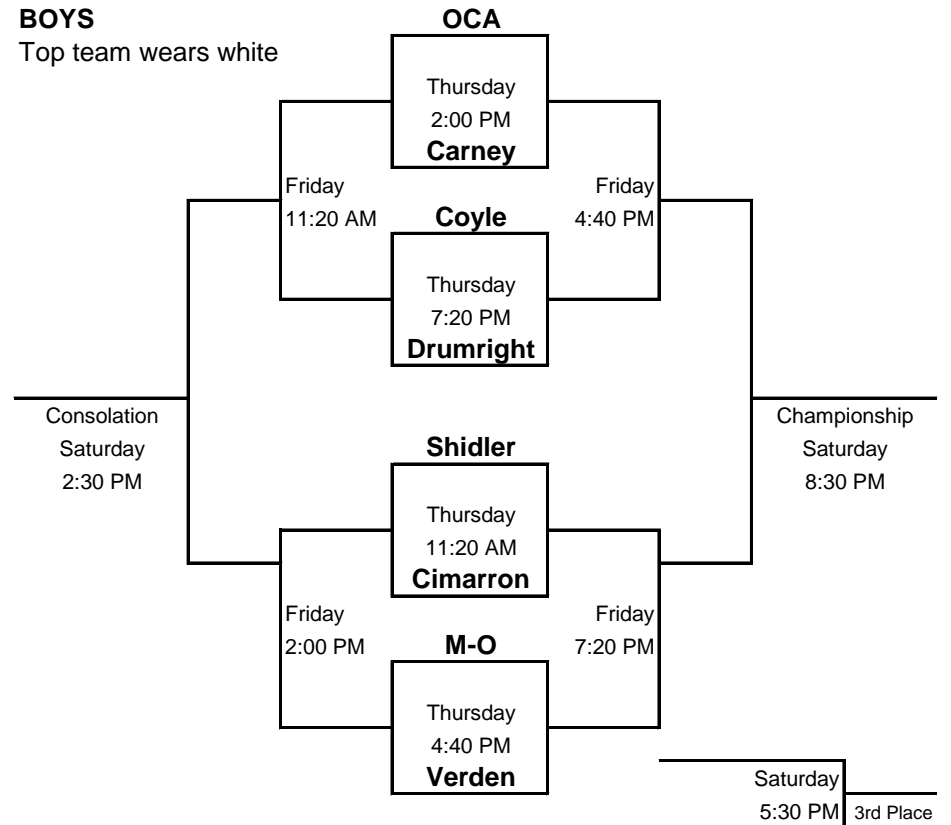 BOYS
OCA
Top team wears white
Thursday
2:00 PM
Carney
Friday
11:20 AM
Friday
4:40 PM
Coyle
Thursday
7:20 PM
Drumright
Consolation
Saturday
2:30 PM
Championship
Saturday
8:30 PM
Shidler
Thursday
11:20 AM
Cimarron
Friday
2:00 PM
Friday
7:20 PM
M-O
Thursday
4:40 PM
Verden
Saturday
5:30 PM
3rd Place